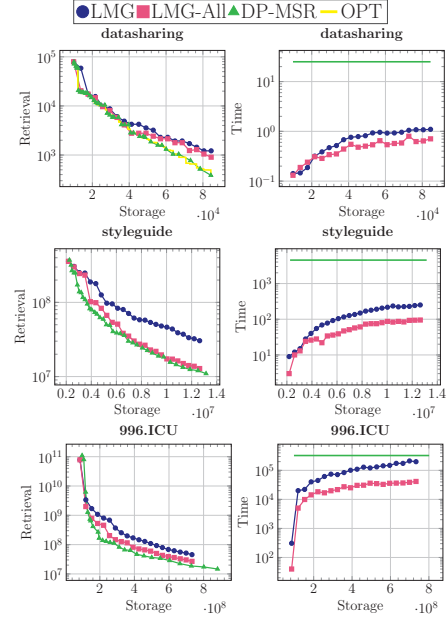 LMG LMG-All DP-MSR OPT
datasharing
datasharing
Retrieval
10^5
10^4
10^3
2 4 6 8
Storage
·10^4
Time
10^1
10^0
10^-1
2 4 6 8
Storage
·10^4
styleguide
styleguide
Retrieval
10^8
10^7
0.2 0.4 0.6 0.8 1 1.2 1.4
Storage
·10^7
Time
10^3
10^2
10^1
0.2 0.4 0.6 0.8 1 1.2 1.4
Storage
·10^7
996.ICU
996.ICU
Retrieval
10^11
10^10
10^9
10^8
10^7
2 4 6 8
Storage
·10^8
Time
10^5
10^4
10^3
10^2
2 4 6 8
Storage
·10^8